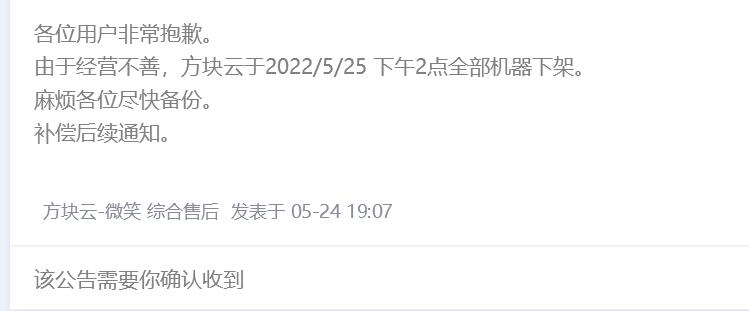 各位用户非常抱歉。
由于经营不善，方块云于2022/5/25 下午2点全部机器下架。
麻烦各位尽快备份。
补偿后续通知。
方块云-微笑 综合售后 发表于 05-24 19:07
该公告需要你确认收到